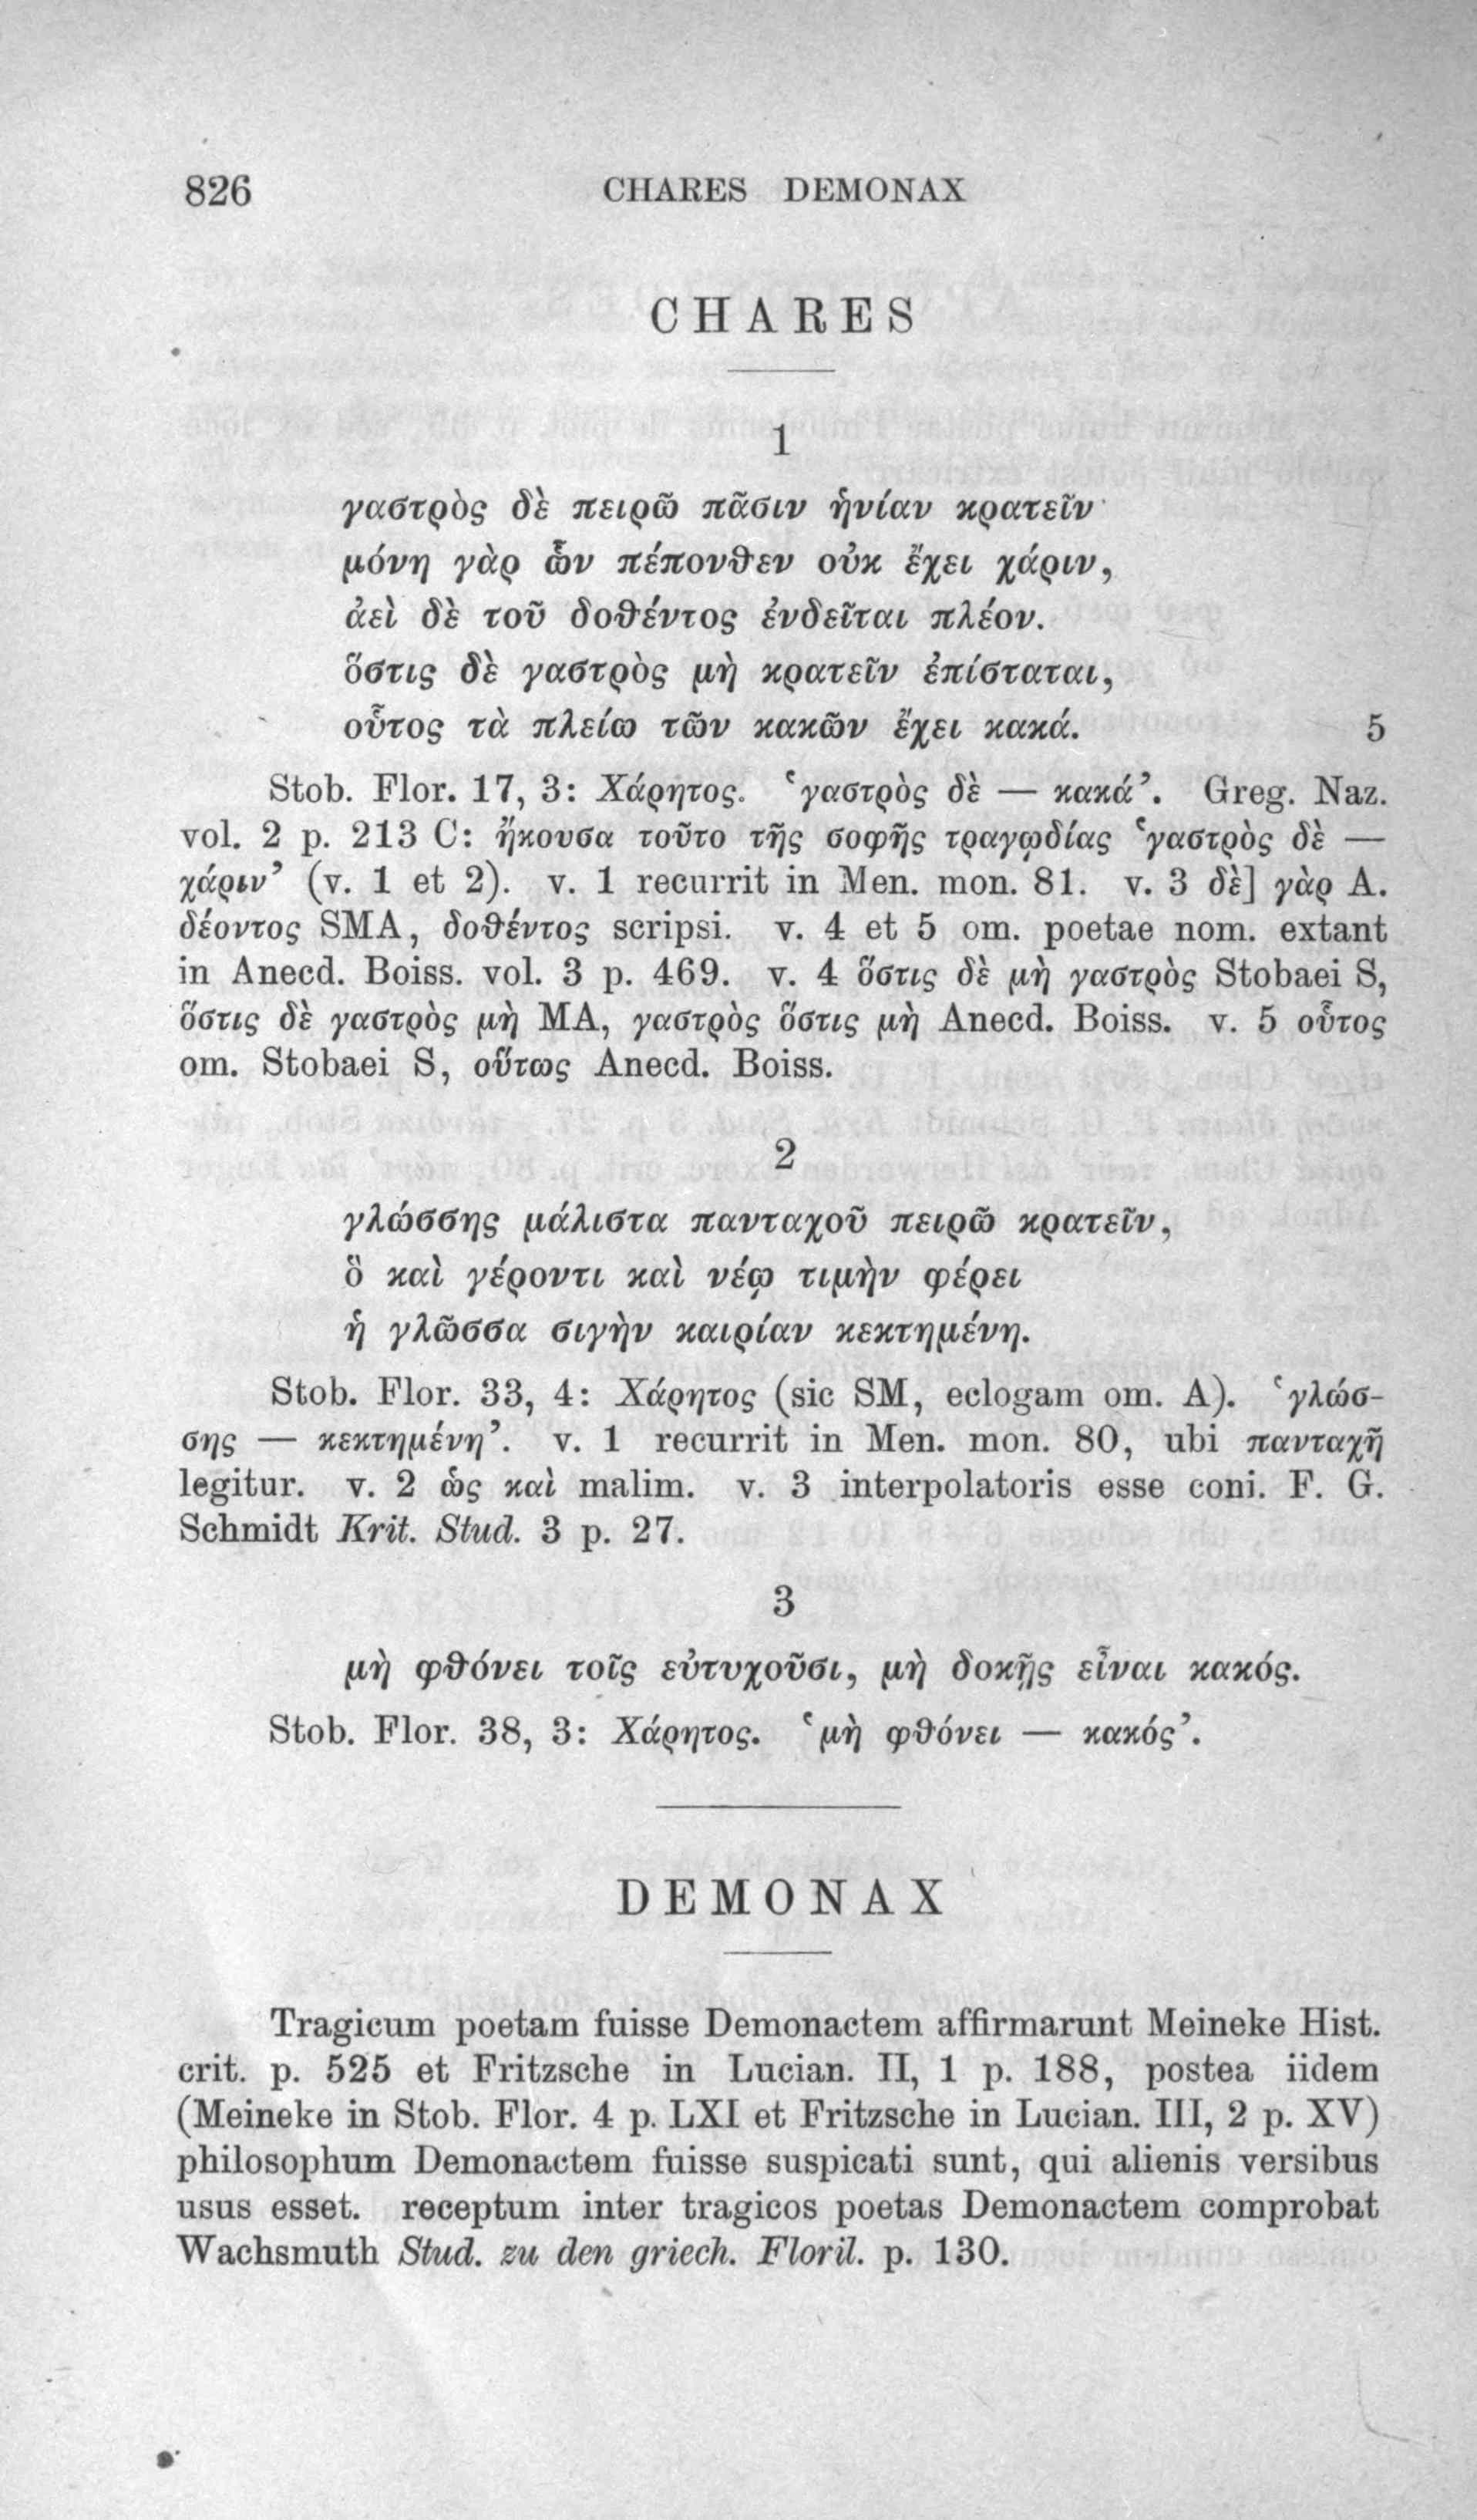 826 CHARES DEMONAX
CHARES
1
γαστρὸς δὲ πειρῶ πᾶσιν ἡνίαν κρατεῖν·
μόνη γὰρ ὧν πέπονθεν οὐκ ἔχει χάριν,
ἀεὶ δὲ τοῦ δοθέντος ἐνδεῖται πλέον.
ὅστις δὲ γαστρὸς μὴ κρατεῖν ἐπίσταται,
οὗτος τὰ πλείω τῶν κακῶν ἔχει κακά. 5
Stob. Flor. 17, 3: Χάρητος. ‘γαστρὸς δὲ — κακά’. Greg. Naz.
vol. 2 p. 213 C: ἤκουσα τοῦτο τῆς σοφῆς τραγῳδίας ‘γαστρὸς δὲ —
χάριν’ (v. 1 et 2). v. 1 recurrit in Men. mon. 81. v. 3 δὲ] γὰρ A.
δέοντος SMA, δοθέντος scripsi. v. 4 et 5 om. poetae nom. extant
in Anecd. Boiss. vol. 3 p. 469. v. 4 ὅστις δὲ μὴ γαστρὸς Stobaei S,
ὅστις δὲ γαστρὸς μὴ MA, γαστρὸς ὅστις μὴ Anecd. Boiss. v. 5 οὗτος
om. Stobaei S, οὕτως Anecd. Boiss.
2
γλώσσης μάλιστα πανταχοῦ πειρῶ κρατεῖν,
ὃ καὶ γέροντι καὶ νέῳ τιμὴν φέρει
ἡ γλῶσσα σιγὴν καιρίαν κεκτημένη.
Stob. Flor. 33, 4: Χάρητος (sic SM, eclogam om. A). ‘γλώσ-
σης — κεκτημένη’. v. 1 recurrit in Men. mon. 80, ubi πανταχῆ
legitur. v. 2 ὡς καὶ malim. v. 3 interpolatoris esse coni. F. G.
Schmidt Krit. Stud. 3 p. 27.
3
μὴ φθόνει τοῖς εὐτυχοῦσι, μὴ δοκῇς εἶναι κακός.
Stob. Flor. 38, 3: Χάρητος. ‘μὴ φθόνει — κακός’.
DEMONAX
Tragicum poetam fuisse Demonactem affirmarunt Meineke Hist.
crit. p. 525 et Fritzsche in Lucian. II, 1 p. 188, postea iidem
(Meineke in Stob. Flor. 4 p. LXI et Fritzsche in Lucian. III, 2 p. XV)
philosophum Demonactem fuisse suspicati sunt, qui alienis versibus
usus esset. receptum inter tragicos poetas Demonactem comprobat
Wachsmuth Stud. zu den griech. Floril. p. 130.